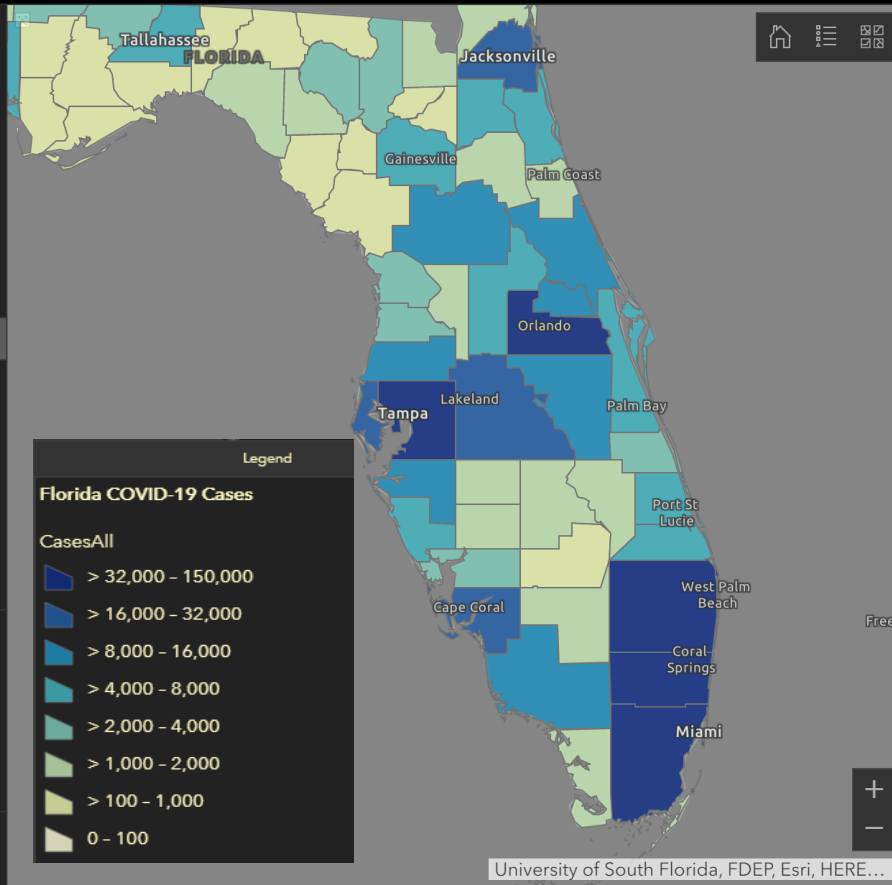 Tallahassee
FLORIDA
Jacksonville
Gainesville
Palm Coast
Orlando
Lakeland
Tampa
Palm Bay
Port St
Lucie
West Palm
Beach
Cape Coral
Coral
Springs
Miami
Free
Legend
Florida COVID-19 Cases
CasesAll
> 32,000 - 150,000
> 16,000 - 32,000
> 8,000 - 16,000
> 4,000 - 8,000
> 2,000 - 4,000
> 1,000 - 2,000
> 100 - 1,000
0 - 100
+
−
University of South Florida, FDEP, Esri, HERE...